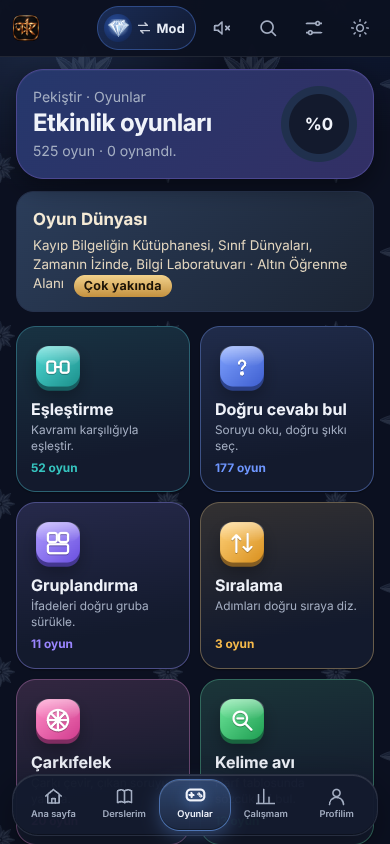 Mod
Pekiştir · Oyunlar
Etkinlik oyunları
525 oyun · 0 oynandı.
%0
Oyun Dünyası
Kayıp Bilgeliğin Kütüphanesi, Sınıf Dünyaları,
Zamanın İzinde, Bilgi Laboratuvarı · Altın Öğrenme
Alanı Çok yakında
Eşleştirme
Kavramı karşılığıyla
eşleştir.
52 oyun
?
Doğru cevabı bul
Soruyu oku, doğru şıkkı
seç.
177 oyun
Gruplandırma
İfadeleri doğru gruba
sürükle.
11 oyun
Sıralama
Adımları doğru sıraya diz.
3 oyun
Çarkıfelek
Kelime avı
Ana sayfa
Derslerim
Oyunlar
Çalışmam
Profilim